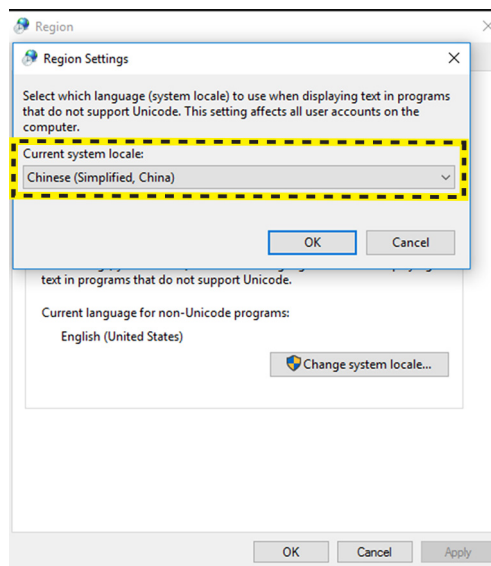 Region
Region Settings
Select which language (system locale) to use when displaying text in programs
that do not support Unicode. This setting affects all user accounts on the
computer.
Current system locale:
Chinese (Simplified, China)
OK Cancel
text in programs that do not support Unicode.
Current language for non-Unicode programs:
English (United States)
Change system locale...
OK Cancel Apply